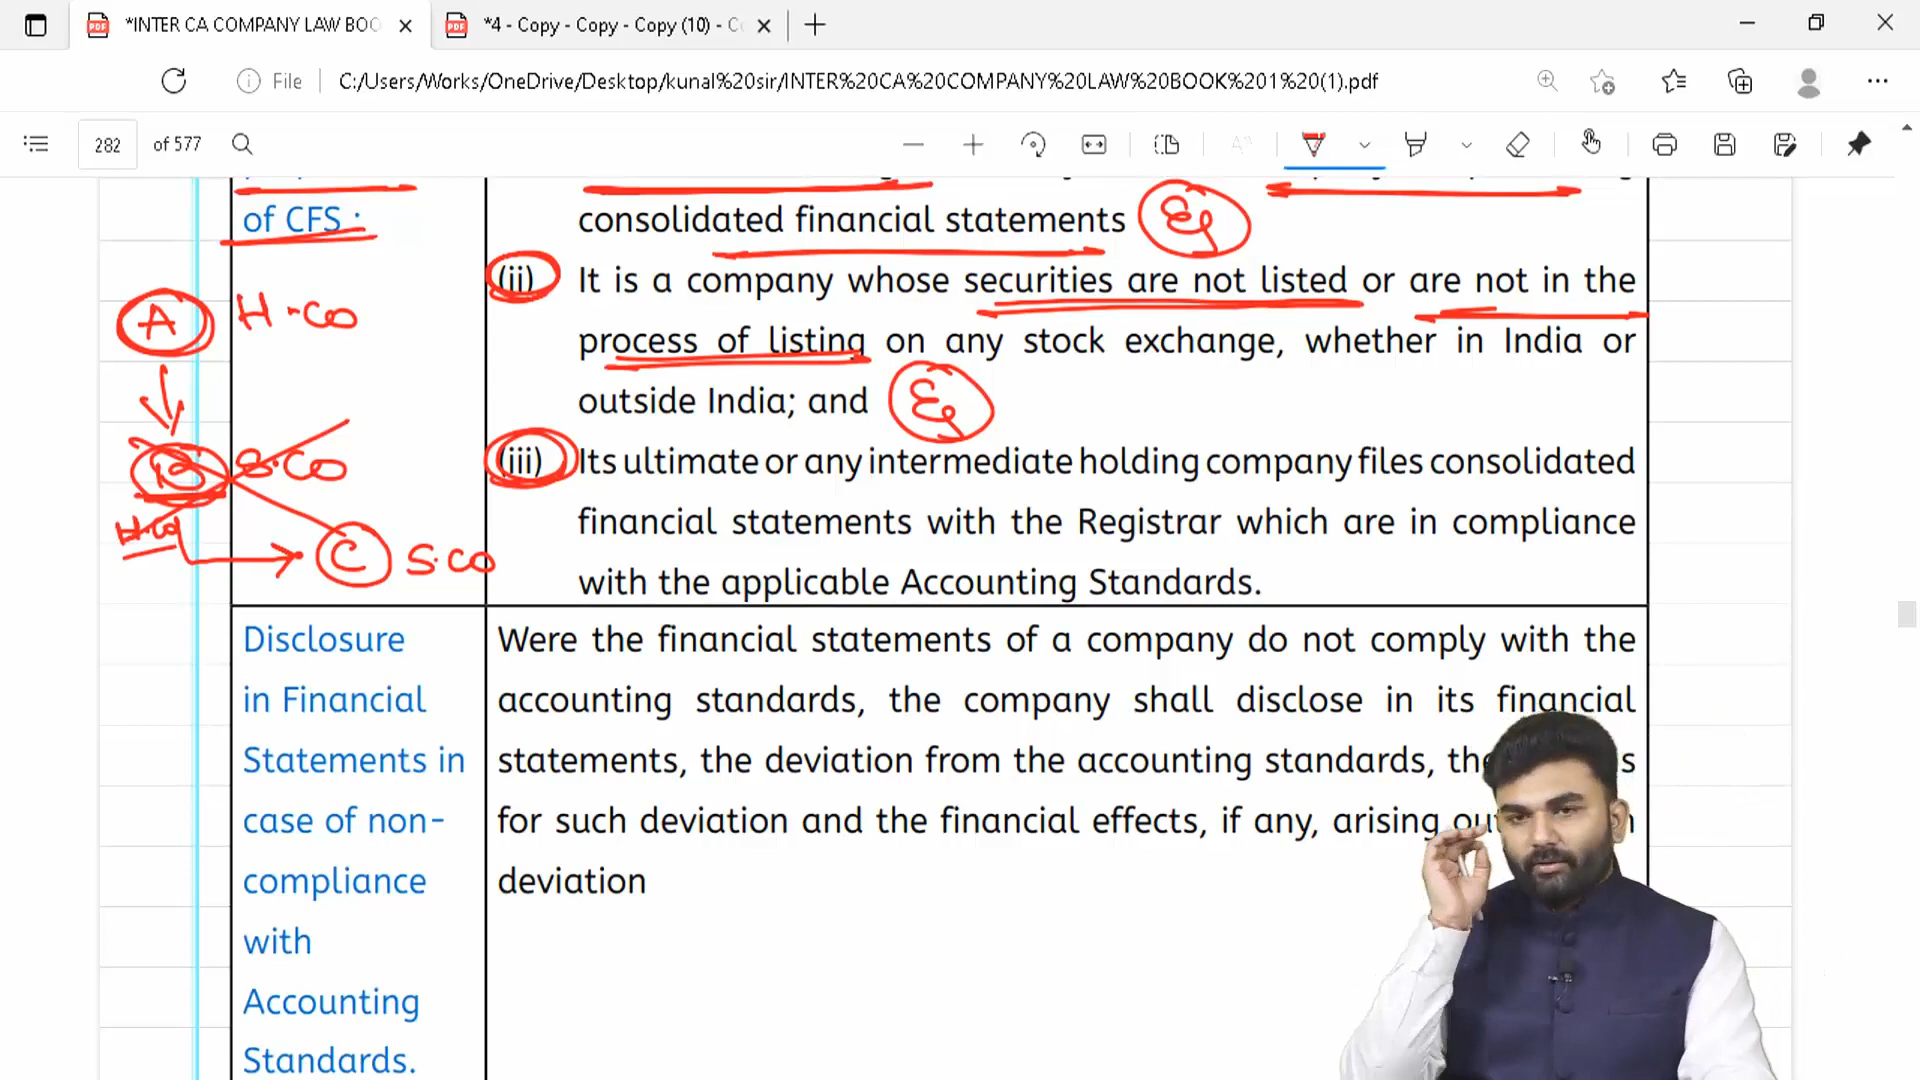 *INTER CA COMPANY LAW BOO
*4 - Copy - Copy - Copy (10) - C
File
C:/Users/Works/OneDrive/Desktop/kunal%20sir/INTER%20CA%20COMPANY%20LAW%20BOOK%201%20(1).pdf
282 of 577
of CFS :
consolidated financial statements Eg
(ii) It is a company whose securities are not listed or are not in the
process of listing on any stock exchange, whether in India or
outside India; and Eg
(iii) Its ultimate or any intermediate holding company files consolidated
financial statements with the Registrar which are in compliance
with the applicable Accounting Standards.
A H.CO
B S.CO
H.CO
C S.CO
Disclosure
in Financial
Statements in
case of non-
compliance
with
Accounting
Standards.
Were the financial statements of a company do not comply with the
accounting standards, the company shall disclose in its financial
statements, the deviation from the accounting standards,
for such deviation and the financial effects, if any, arising
deviation